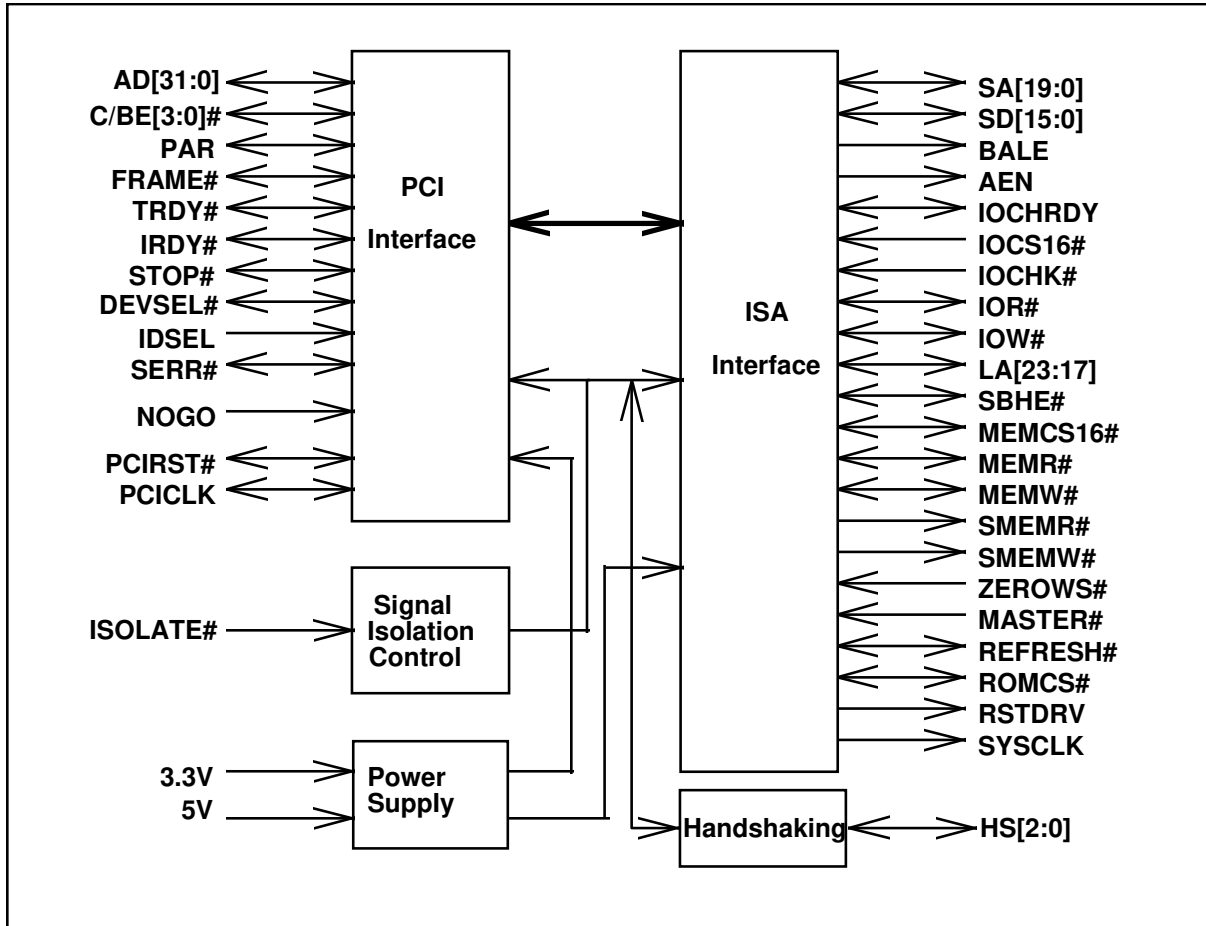 AD[31:0]
C/BE[3:0]#
PAR
FRAME#
TRDY#
IRDY#
STOP#
DEVSEL#
IDSEL
SERR#
NOGO
PCIRST#
PCICLK
PCI
Interface
ISOLATE#
Signal
Isolation
Control
3.3V
5V
Power
Supply
ISA
Interface
SA[19:0]
SD[15:0]
BALE
AEN
IOCHRDY
IOCS16#
IOCHK#
IOR#
IOW#
LA[23:17]
SBHE#
MEMCS16#
MEMR#
MEMW#
SMEMR#
SMEMW#
ZEROWS#
MASTER#
REFRESH#
ROMCS#
RSTDRV
SYSCLK
Handshaking
HS[2:0]